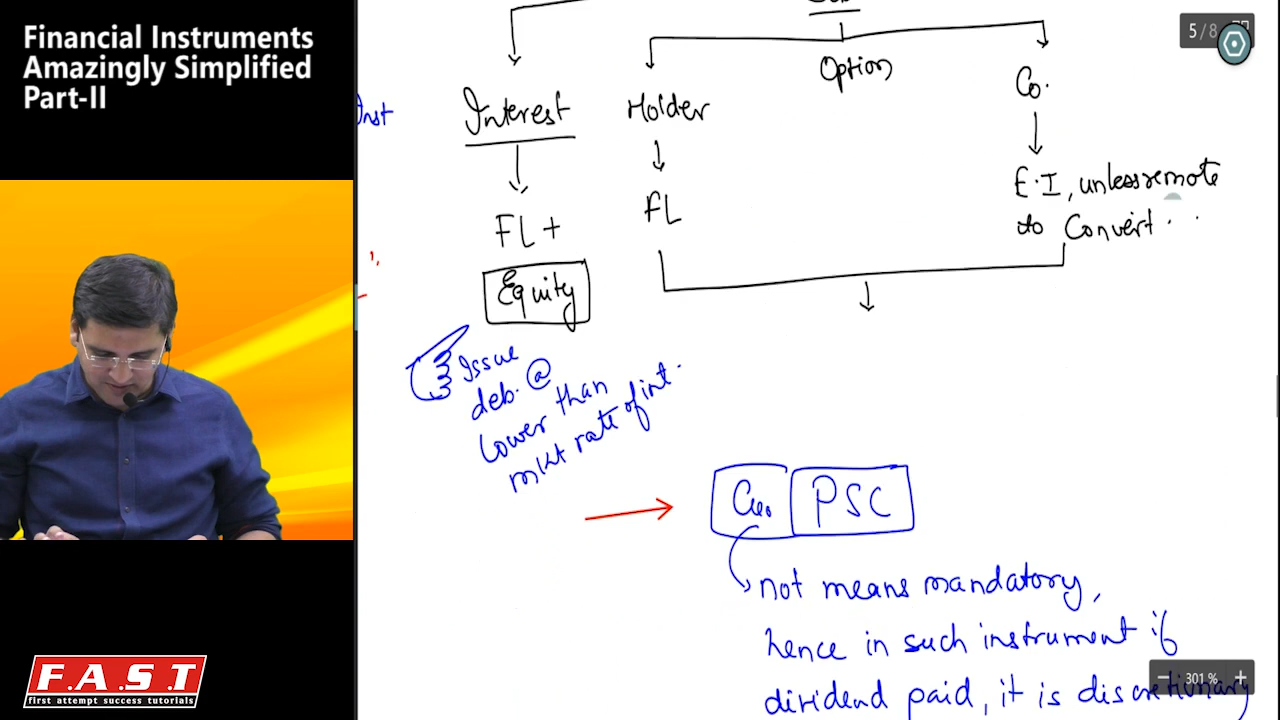 Financial Instruments
Amazingly Simplified
Part-II
5 / 8
Option
Co.
Inst
Interest
Holder
E.I, unless remote
to Convert . .
FL +
FL
Equity
Issue
deb. @
lower than
mkt rate of int.
Cu. PSC
not means mandatory,
hence in such instrument if
dividend paid, it is discretionary
301 %
F.A.S.T
first attempt success tutorials